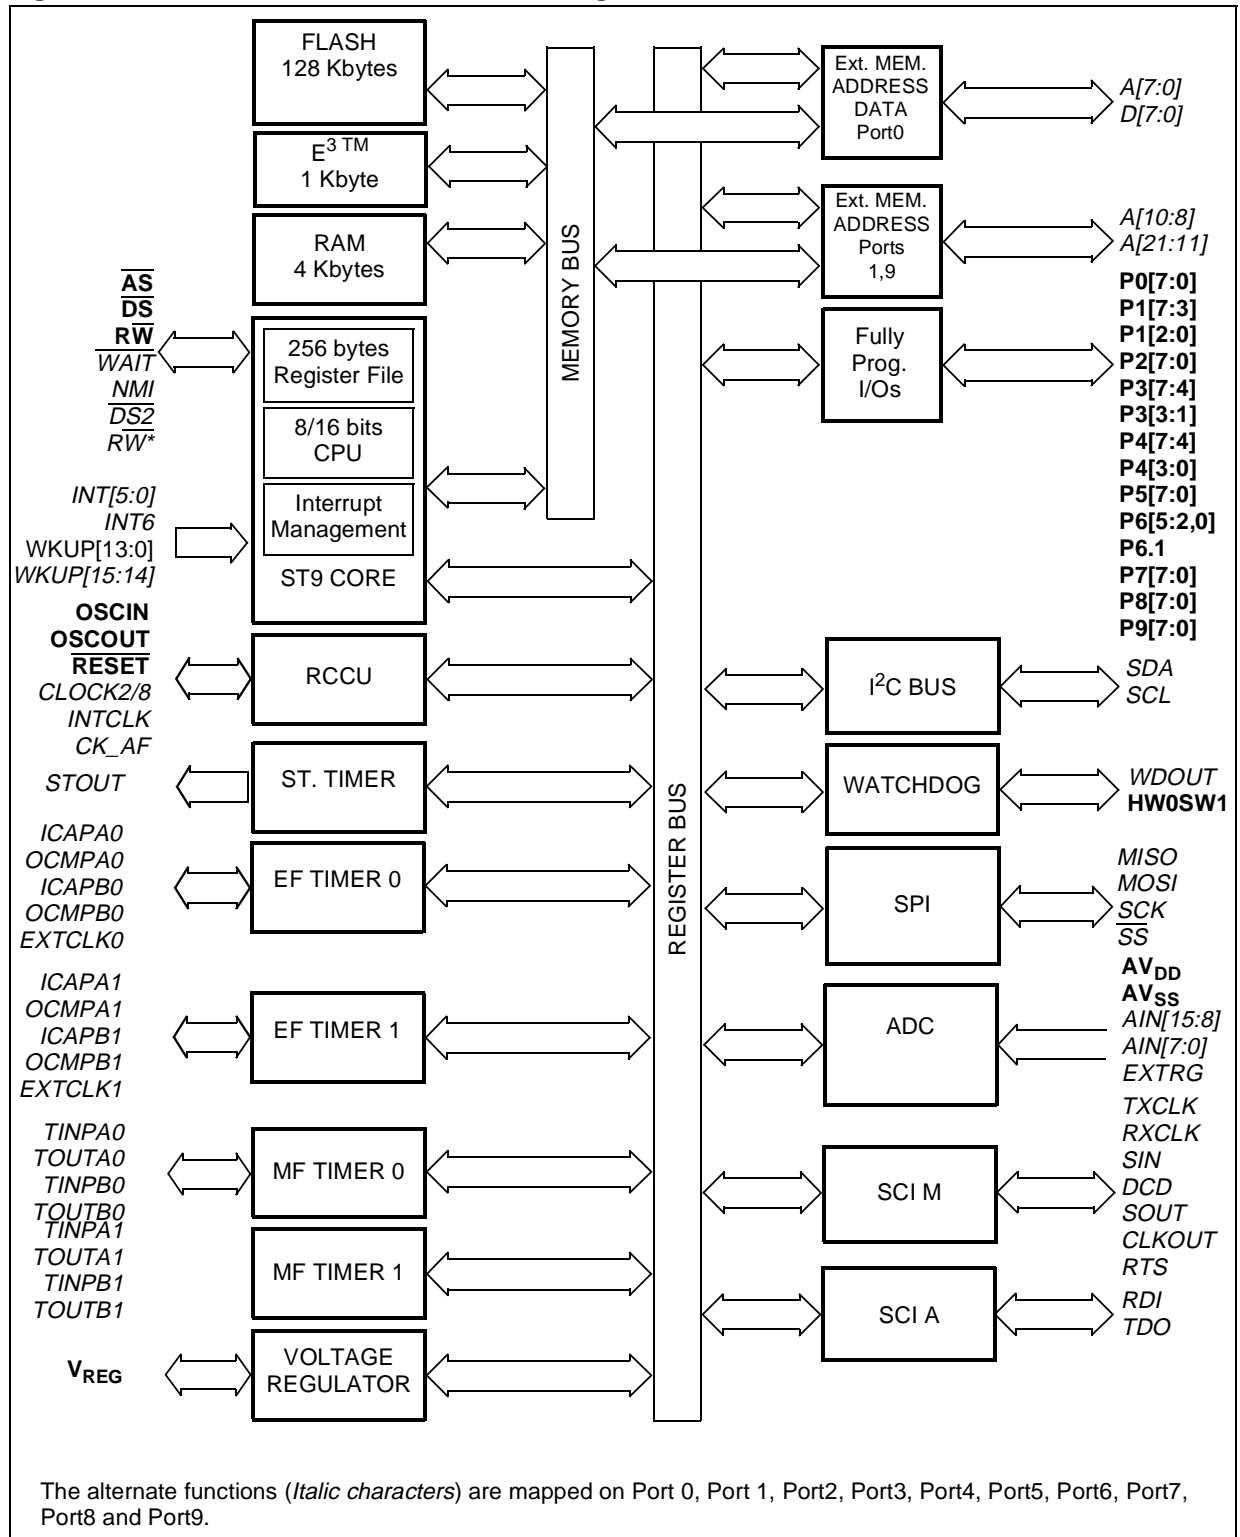 FLASH
128 Kbytes
E3 TM
1 Kbyte
RAM
4 Kbytes
AS
DS
RW
WAIT
NMI
DS2
RW*
256 bytes
Register File
8/16 bits
CPU
Interrupt
Management
ST9 CORE
INT[5:0]
INT6
WKUP[13:0]
WKUP[15:14]
OSCIN
OSCOUT
RESET
CLOCK2/8
INTCLK
CK_AF
RCCU
STOUT
ST. TIMER
ICAPA0
OCMPA0
ICAPB0
OCMPB0
EXTCLK0
EF TIMER 0
ICAPA1
OCMPA1
ICAPB1
OCMPB1
EXTCLK1
EF TIMER 1
TINPA0
TOUTA0
TINPB0
TOUTB0
MF TIMER 0
TINPA1
TOUTA1
TINPB1
TOUTB1
MF TIMER 1
VREG
VOLTAGE
REGULATOR
MEMORY BUS
REGISTER BUS
Ext. MEM.
ADDRESS
DATA
Port0
A[7:0]
D[7:0]
Ext. MEM.
ADDRESS
Ports
1,9
A[10:8]
A[21:11]
Fully
Prog.
I/Os
P0[7:0]
P1[7:3]
P1[2:0]
P2[7:0]
P3[7:4]
P3[3:1]
P4[7:4]
P4[3:0]
P5[7:0]
P6[5:2,0]
P6.1
P7[7:0]
P8[7:0]
P9[7:0]
I2C BUS
SDA
SCL
WATCHDOG
WDOUT
HW0SW1
SPI
MISO
MOSI
SCK
SS
ADC
AVDD
AVSS
AIN[15:8]
AIN[7:0]
EXTRG
SCI M
TXCLK
RXCLK
SIN
DCD
SOUT
CLKOUT
RTS
SCI A
RDI
TDO
The alternate functions (Italic characters) are mapped on Port 0, Port 1, Port2, Port3, Port4, Port5, Port6, Port7,
Port8 and Port9.